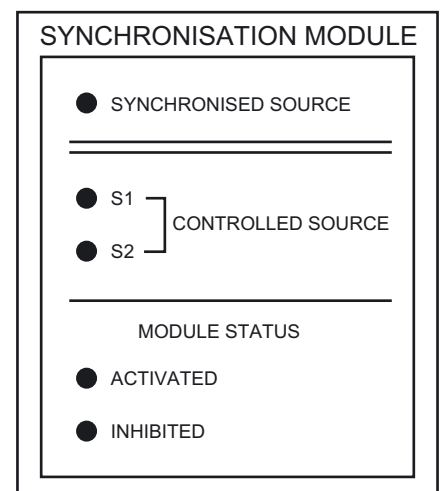 SYNCHRONISATION MODULE
SYNCHRONISED SOURCE
S1
CONTROLLED SOURCE
S2
MODULE STATUS
ACTIVATED
INHIBITED